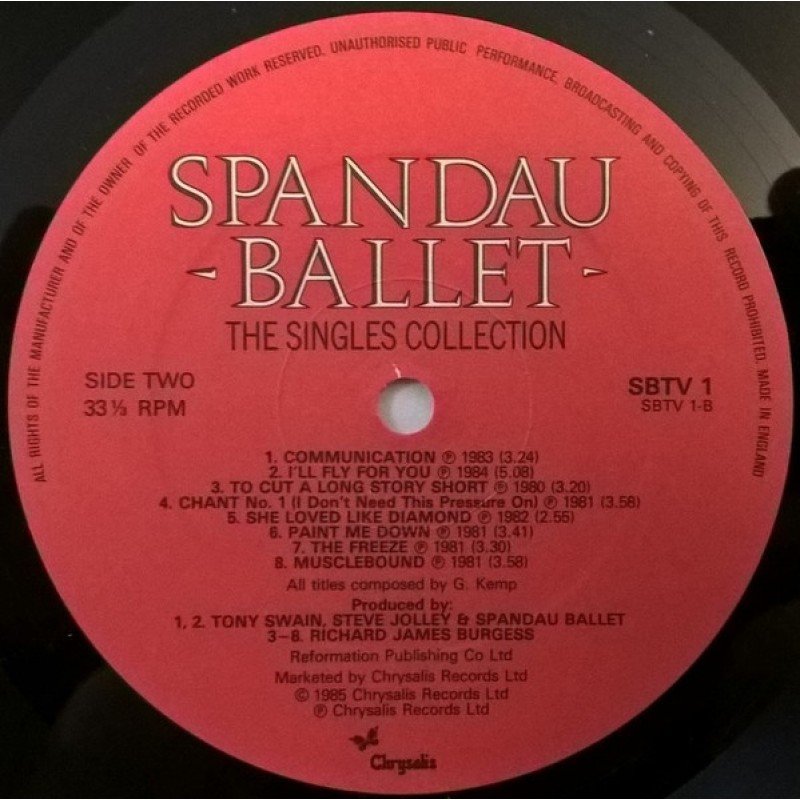 ALL RIGHTS OF THE MANUFACTURER AND OF THE OWNER OF THE RECORDED WORK RESERVED. UNAUTHORISED PUBLIC PERFORMANCE, BROADCASTING AND COPYING OF THIS RECORD PROHIBITED. MADE IN ENGLAND
SPANDAU
BALLET
THE SINGLES COLLECTION
SIDE TWO
33⅓ RPM
SBTV 1
SBTV 1-B
1. COMMUNICATION ℗ 1983 (3.24)
2. I'LL FLY FOR YOU ℗ 1984 (5.08)
3. TO CUT A LONG STORY SHORT ℗ 1980 (3.20)
4. CHANT No. 1 (I Don't Need This Pressure On) ℗ 1981 (3.58)
5. SHE LOVED LIKE DIAMOND ℗ 1982 (2.55)
6. PAINT ME DOWN ℗ 1981 (3.41)
7. THE FREEZE ℗ 1981 (3.30)
8. MUSCLEBOUND ℗ 1981 (3.58)
All titles composed by G. Kemp
Produced by:
1, 2. TONY SWAIN, STEVE JOLLEY & SPANDAU BALLET
3–8. RICHARD JAMES BURGESS
Reformation Publishing Co Ltd
Marketed by Chrysalis Records Ltd
© 1985 Chrysalis Records Ltd
℗ Chrysalis Records Ltd
Chrysalis